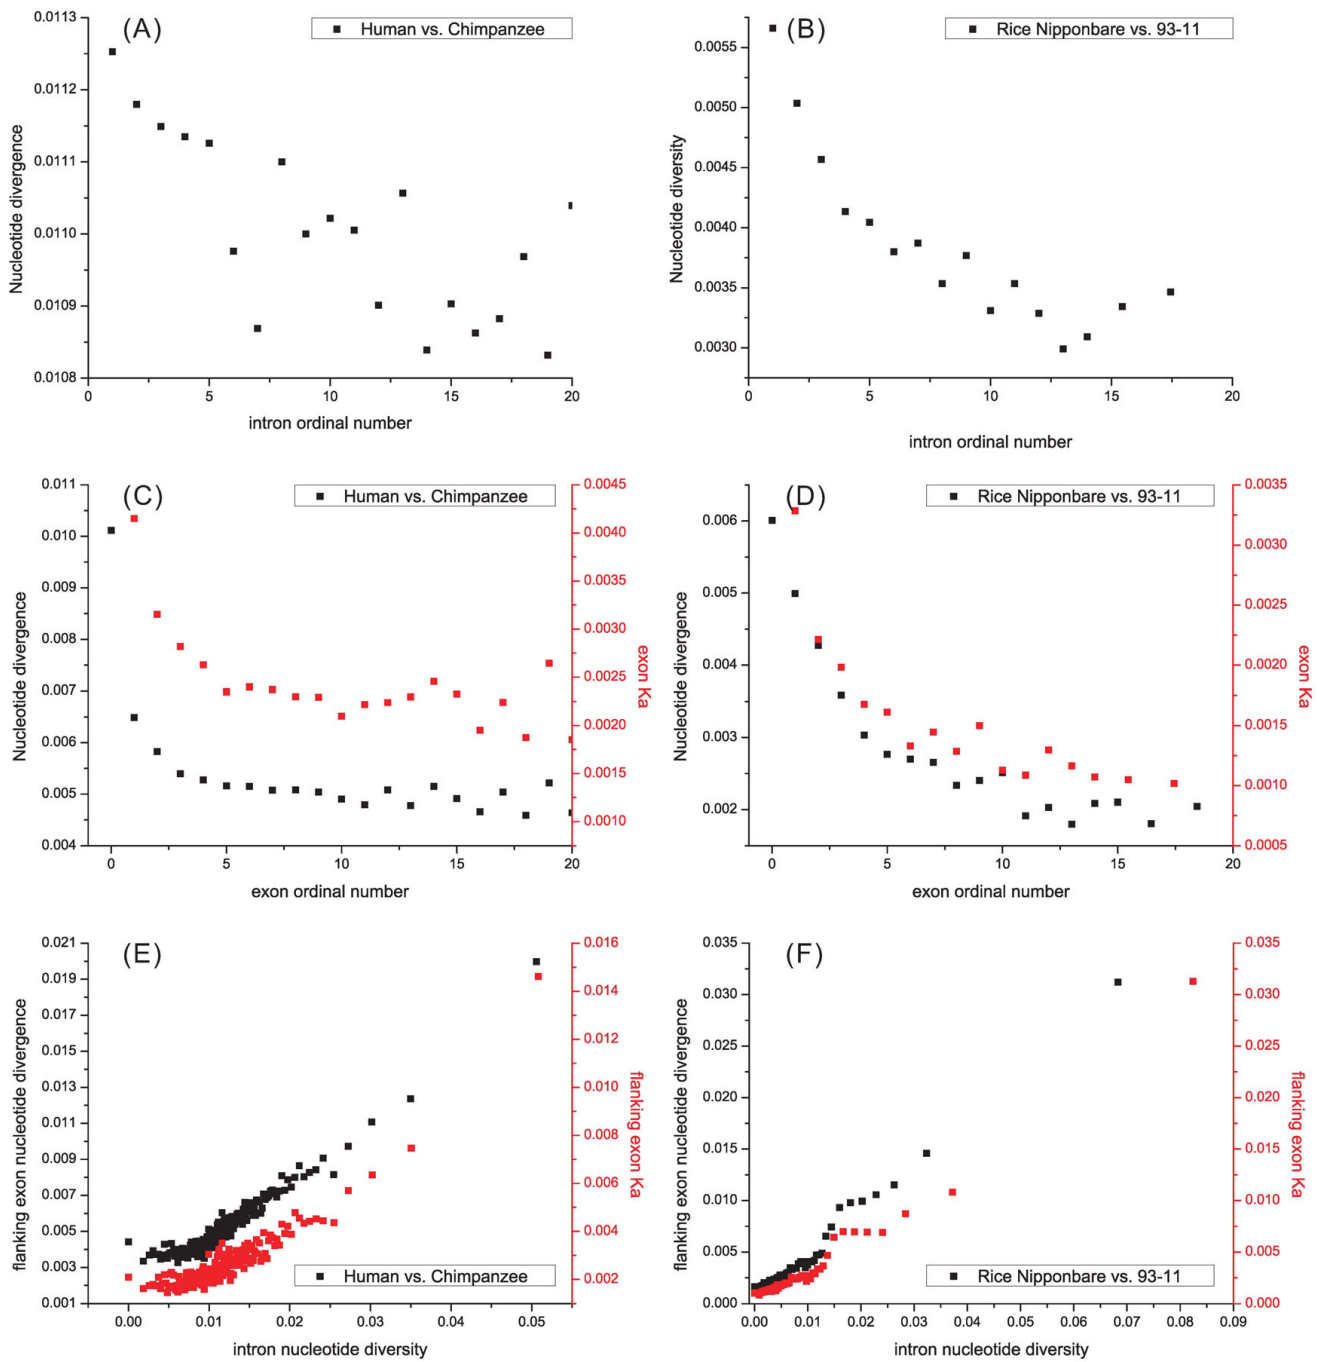 (A)
Human vs. Chimpanzee
0.0113
0.0112
0.0111
0.0110
0.0109
0.0108
Nucleotide divergence
0 5 10 15 20
intron ordinal number
(B)
Rice Nipponbare vs. 93-11
0.0055
0.0050
0.0045
0.0040
0.0035
0.0030
Nucleotide diversity
0 5 10 15 20
intron ordinal number
(C)
Human vs. Chimpanzee
0.011
0.010
0.009
0.008
0.007
0.006
0.005
0.004
Nucleotide divergence
0.0045
0.0040
0.0035
0.0030
0.0025
0.0020
0.0015
0.0010
exon Ka
0 5 10 15 20
exon ordinal number
(D)
Rice Nipponbare vs. 93-11
0.006
0.005
0.004
0.003
0.002
Nucleotide divergence
0.0035
0.0030
0.0025
0.0020
0.0015
0.0010
0.0005
exon Ka
0 5 10 15 20
exon ordinal number
(E)
0.021
0.019
0.017
0.015
0.013
0.011
0.009
0.007
0.005
0.003
0.001
flanking exon nucleotide divergence
0.016
0.014
0.012
0.010
0.008
0.006
0.004
0.002
flanking exon Ka
Human vs. Chimpanzee
0.00 0.01 0.02 0.03 0.04 0.05
intron nucleotide diversity
(F)
0.035
0.030
0.025
0.020
0.015
0.010
0.005
0.000
flanking exon nucleotide divergence
0.035
0.030
0.025
0.020
0.015
0.010
0.005
0.000
flanking exon Ka
Rice Nipponbare vs. 93-11
0.00 0.01 0.02 0.03 0.04 0.05 0.06 0.07 0.08 0.09
intron nucleotide diversity